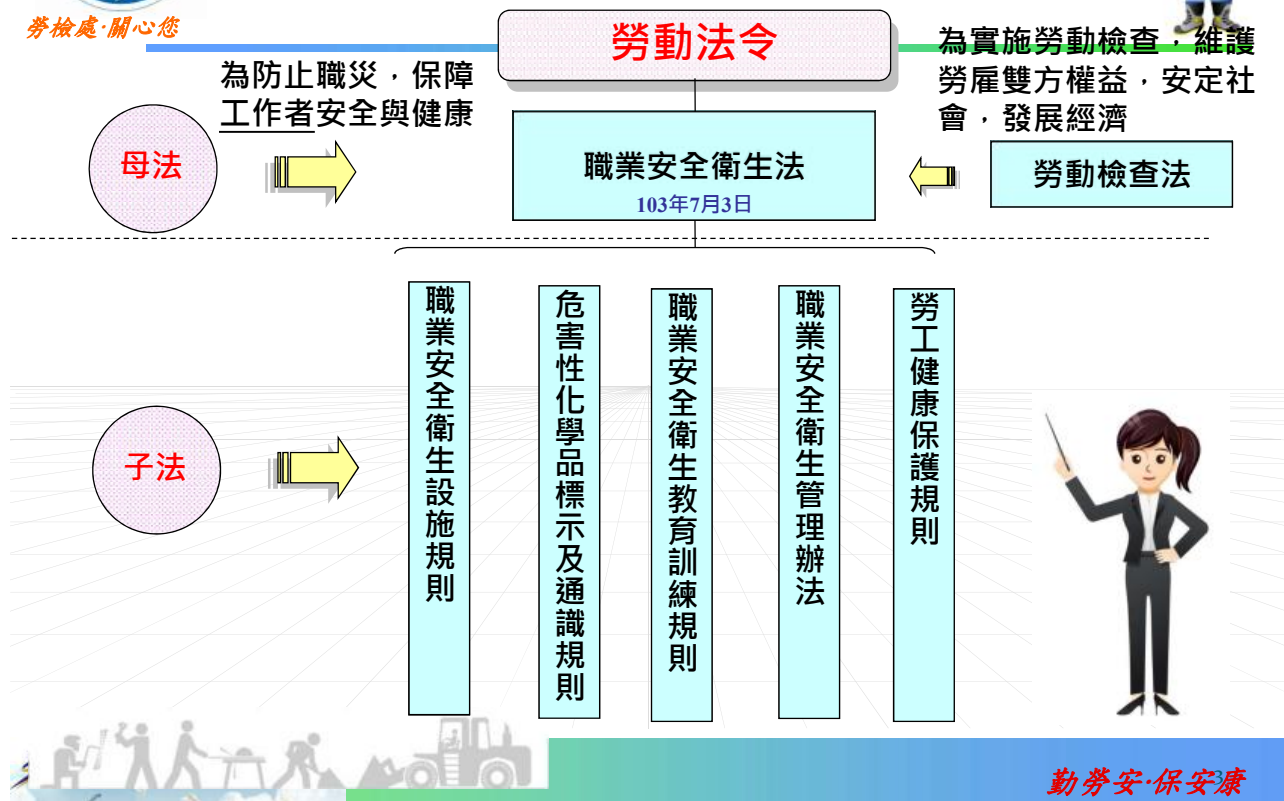 勞檢處·關心您
勞動法令
為防止職災，保障
工作者安全與健康
為實施勞動檢查，維護
勞雇雙方權益，安定社
會，發展經濟
母法
職業安全衛生法
103年7月3日
勞動檢查法
子法
職業安全衛生設施規則
危害性化學品標示及通識規則
職業安全衛生教育訓練規則
職業安全衛生管理辦法
勞工健康保護規則
勤勞安·保安康
3